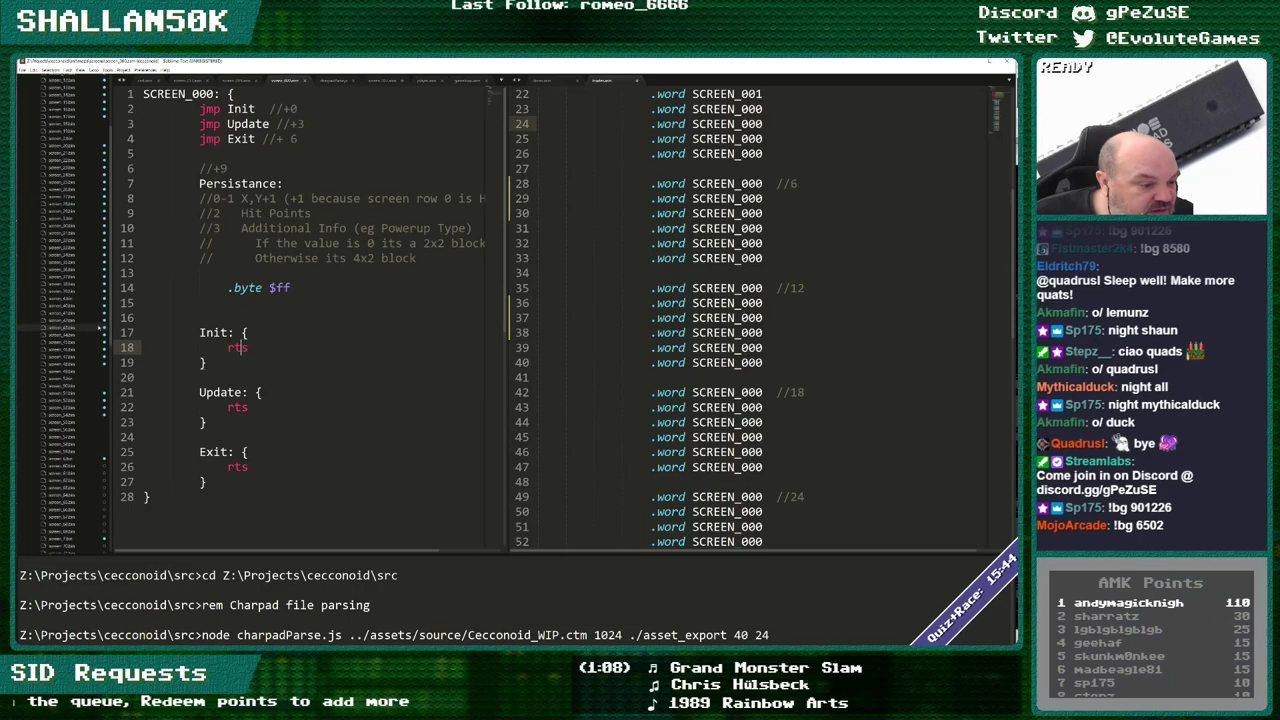 SHALLAN50K
Last Follow: romeo_6666
Discord gPeZuSE
Twitter @EvoluteGames
READY
1 SCREEN_000: {
2 jmp Init //+0
3 jmp Update //+3
4 jmp Exit //+ 6
5
6 //+9
7 Persistance:
8 //0-1 X,Y+1 (+1 because screen row 0 is H
9 //2 Hit Points
10 //3 Additional Info (eg Powerup Type)
11 // If the value is 0 its a 2x2 block
12 // Otherwise its 4x2 block
13
14 .byte $ff
15
16
17 Init: {
18 rts
19 }
20
21 Update: {
22 rts
23 }
24
25 Exit: {
26 rts
27 }
28 }
22 .word SCREEN_001
23 .word SCREEN_000
24 .word SCREEN_000
25 .word SCREEN_000
26 .word SCREEN_000
27
28 .word SCREEN_000 //6
29 .word SCREEN_000
30 .word SCREEN_000
31 .word SCREEN_000
32 .word SCREEN_000
33 .word SCREEN_000
34
35 .word SCREEN_000 //12
36 .word SCREEN_000
37 .word SCREEN_000
38 .word SCREEN_000
39 .word SCREEN_000
40 .word SCREEN_000
41
42 .word SCREEN_000 //18
43 .word SCREEN_000
44 .word SCREEN_000
45 .word SCREEN_000
46 .word SCREEN_000
47 .word SCREEN_000
48
49 .word SCREEN_000 //24
50 .word SCREEN_000
51 .word SCREEN_000
52 .word SCREEN_000
Z:\Projects\cecconoid\src>cd Z:\Projects\cecconoid\src
Z:\Projects\cecconoid\src>rem Charpad file parsing
Z:\Projects\cecconoid\src>node charpadParse.js ../assets/source/Cecconoid_WIP.ctm 1024 ./asset_export 40 24
Quiz+Race: 15:44
Sp175: !bg 901226
Fistmaster2k4: !bg 8580
Eldritch79:
@quadrusl Sleep well! Make more
quats!
Akmafin: o/ lemunz
Sp175: night shaun
Stepz__: ciao quads
Akmafin: o/ quadrusl
Mythicalduck: night all
Sp175: night mythicalduck
Akmafin: o/ duck
Quadrusl: bye
Streamlabs:
Come join in on Discord @
discord.gg/gPeZuSE
Sp175: !bg 901226
MojoArcade: !bg 6502
AMK Points
1 andymagicknigh 110
2 sharratz 30
3 lgblgblgblgb 25
4 geehaf 15
5 skunkm0nkee 15
6 madbeagle81 15
7 sp175 10
SID Requests
the queue, Redeem points to add more
(1:08) Grand Monster Slam
Chris Hülsbeck
1989 Rainbow Arts